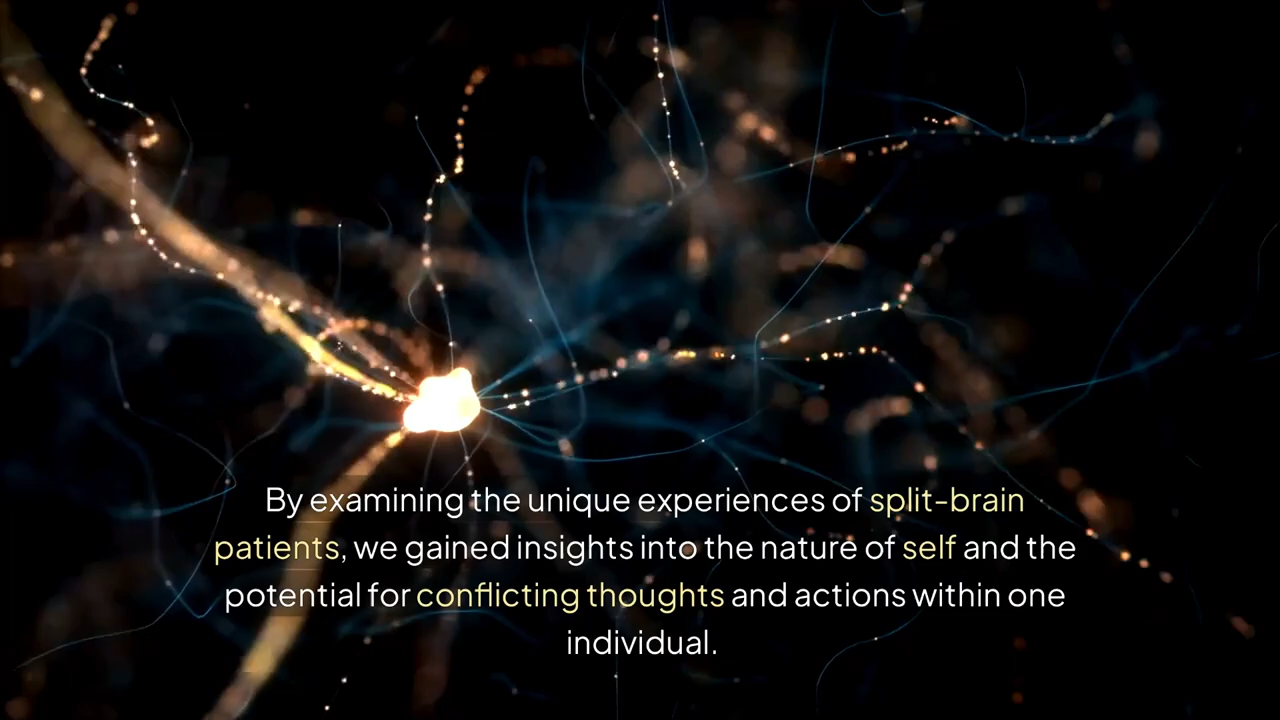 By examining the unique experiences of split-brain
patients, we gained insights into the nature of self and the
potential for conflicting thoughts and actions within one
individual.